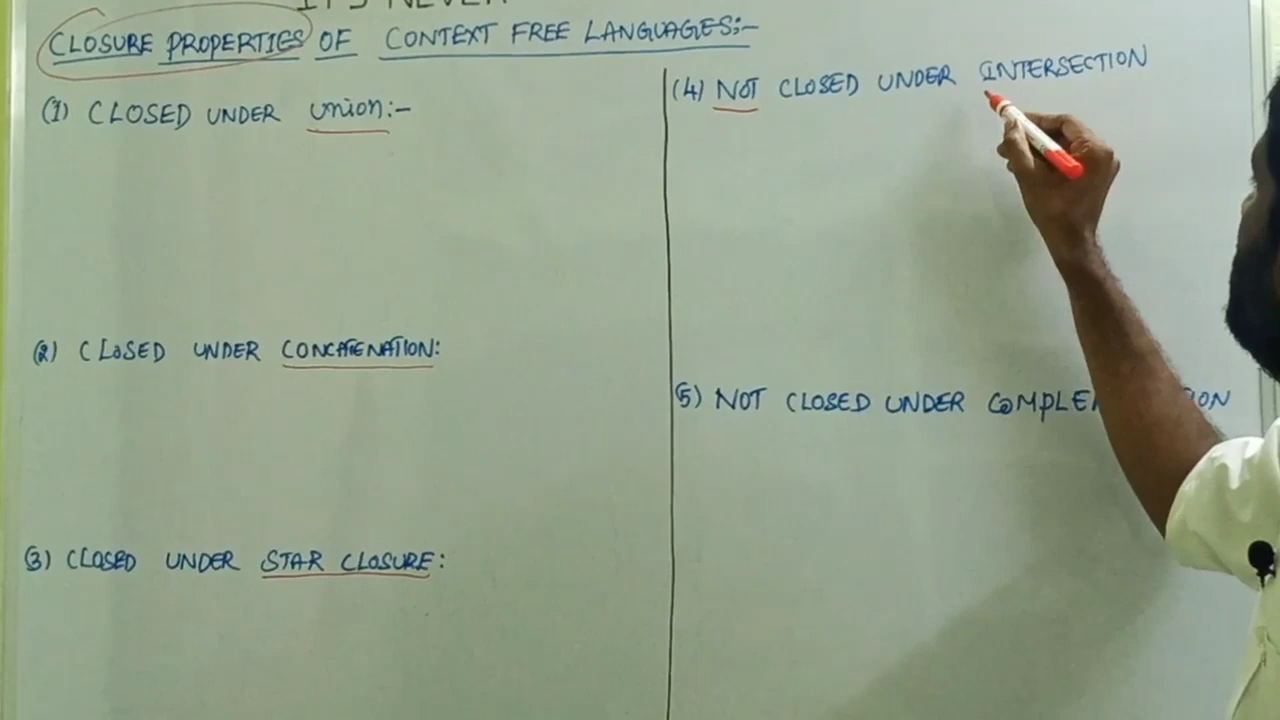 CLOSURE PROPERTIES OF CONTEXT FREE LANGUAGES:-
(1) CLOSED UNDER Union:-
(2) CLOSED UNDER CONCATENATION:
(3) CLOSED UNDER STAR CLOSURE:
(4) NOT CLOSED UNDER INTERSECTION
(5) NOT CLOSED UNDER